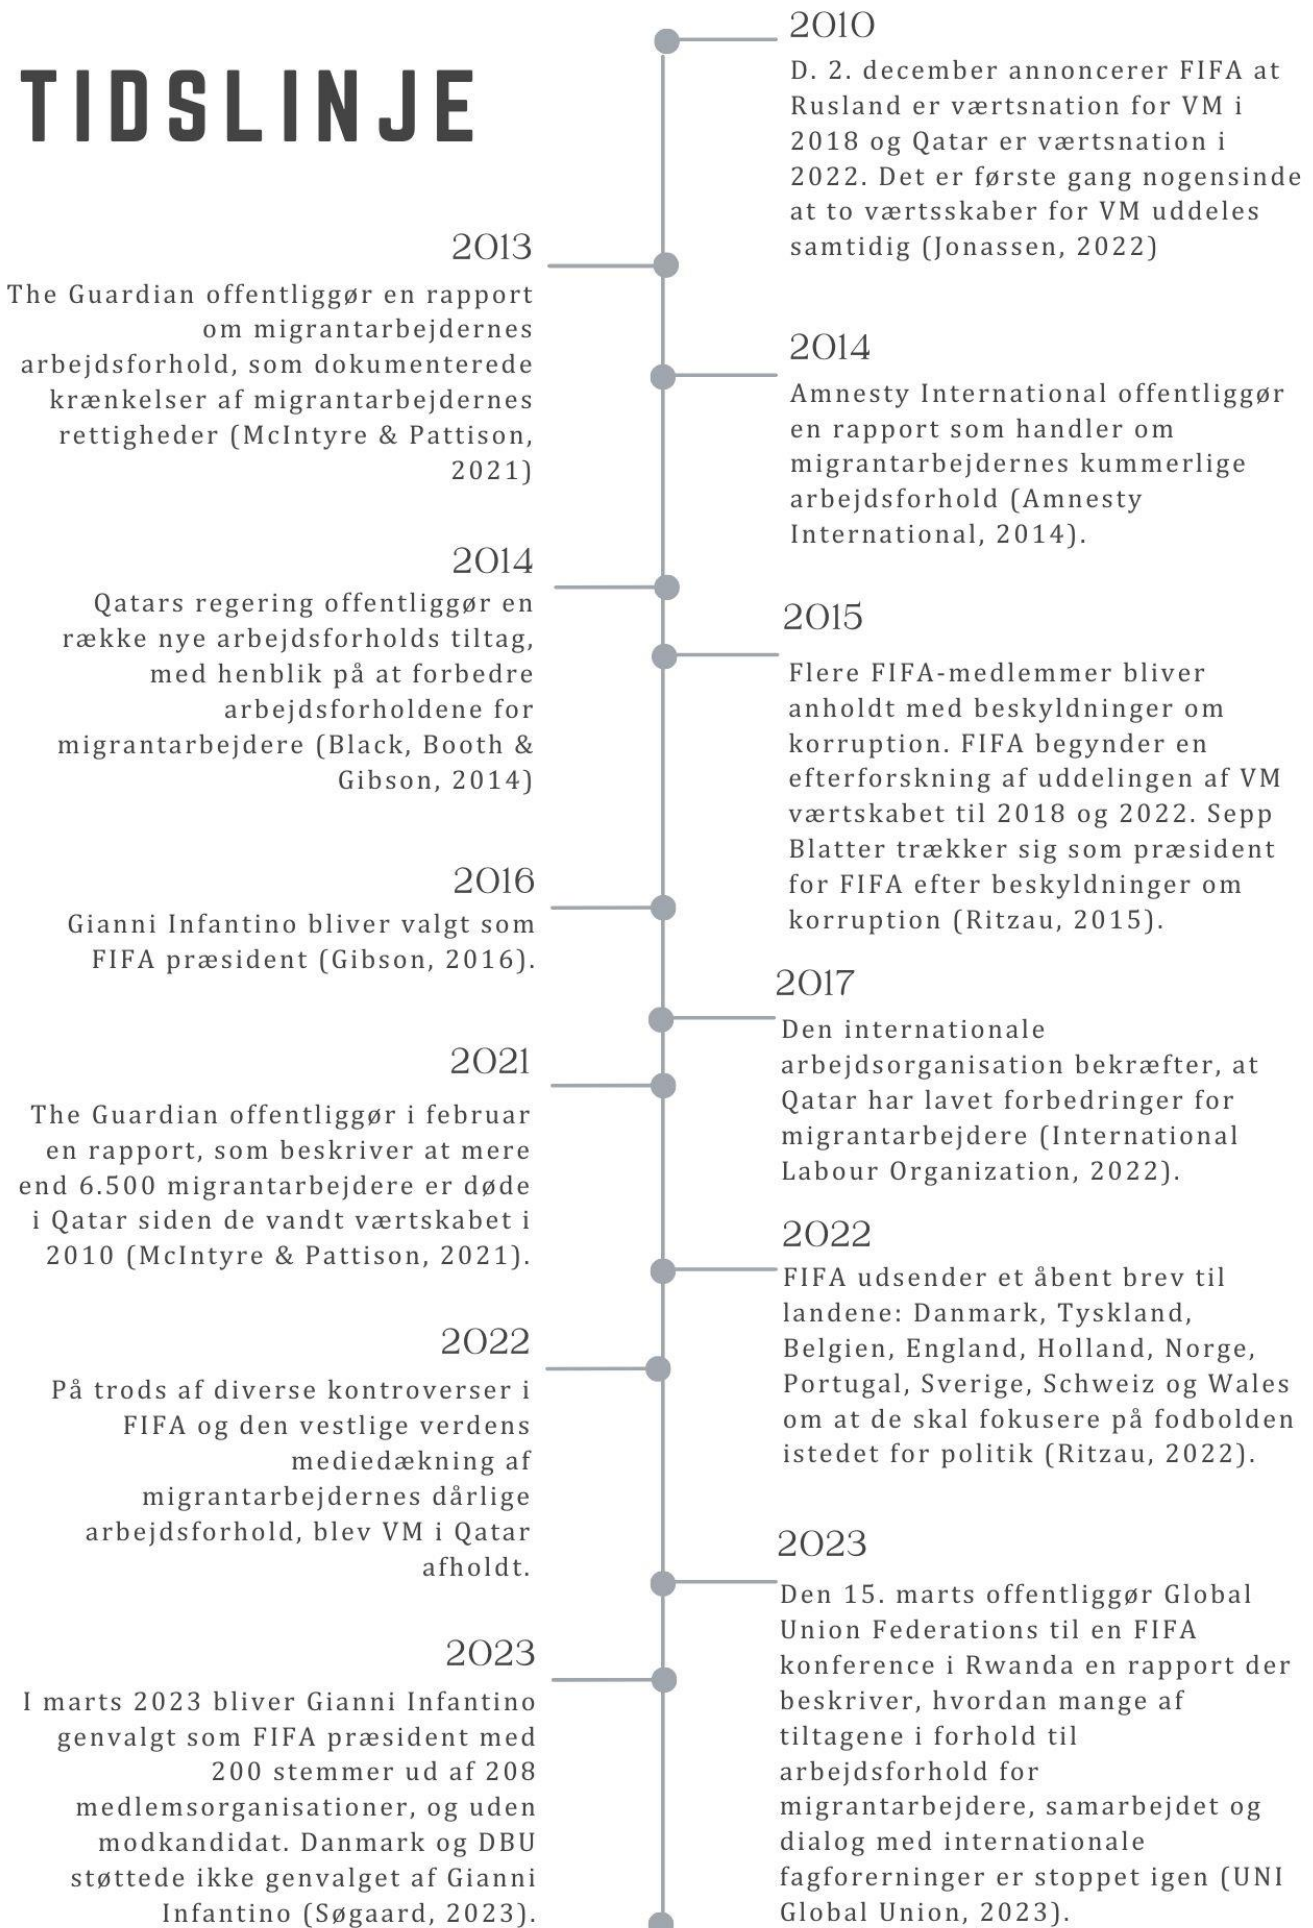 TIDSLINJE
2010
D. 2. december annoncerer FIFA at
Rusland er værtsnation for VM i
2018 og Qatar er værtsnation i
2022. Det er første gang nogensinde
at to værtsskaber for VM uddeles
samtidig (Jonassen, 2022)
2013
The Guardian offentliggør en rapport
om migrantarbejdernes
arbejdsforhold, som dokumenterede
krænkelser af migrantarbejdernes
rettigheder (McIntyre & Pattison,
2021)
2014
Amnesty International offentliggør
en rapport som handler om
migrantarbejdernes kummerlige
arbejdsforhold (Amnesty
International, 2014).
2014
Qatars regering offentliggør en
række nye arbejdsforholds tiltag,
med henblik på at forbedre
arbejdsforholdene for
migrantarbejdere (Black, Booth &
Gibson, 2014)
2015
Flere FIFA-medlemmer bliver
anholdt med beskyldninger om
korruption. FIFA begynder en
efterforskning af uddelingen af VM
værtskabet til 2018 og 2022. Sepp
Blatter trækker sig som præsident
for FIFA efter beskyldninger om
korruption (Ritzau, 2015).
2016
Gianni Infantino bliver valgt som
FIFA præsident (Gibson, 2016).
2017
Den internationale
arbejdsorganisation bekræfter, at
Qatar har lavet forbedringer for
migrantarbejdere (International
Labour Organization, 2022).
2021
The Guardian offentliggør i februar
en rapport, som beskriver at mere
end 6.500 migrantarbejdere er døde
i Qatar siden de vandt værtskabet i
2010 (McIntyre & Pattison, 2021).
2022
FIFA udsender et åbent brev til
landene: Danmark, Tyskland,
Belgien, England, Holland, Norge,
Portugal, Sverige, Schweiz og Wales
om at de skal fokusere på fodbolden
istedet for politik (Ritzau, 2022).
2022
På trods af diverse kontroverser i
FIFA og den vestlige verdens
mediedækning af
migrantarbejdernes dårlige
arbejdsforhold, blev VM i Qatar
afholdt.
2023
Den 15. marts offentliggør Global
Union Federations til en FIFA
konference i Rwanda en rapport der
beskriver, hvordan mange af
tiltagene i forhold til
arbejdsforhold for
migrantarbejdere, samarbejdet og
dialog med internationale
fagforerninger er stoppet igen (UNI
Global Union, 2023).
2023
I marts 2023 bliver Gianni Infantino
genvalgt som FIFA præsident med
200 stemmer ud af 208
medlemsorganisationer, og uden
modkandidat. Danmark og DBU
støttede ikke genvalget af Gianni
Infantino (Søgaard, 2023).